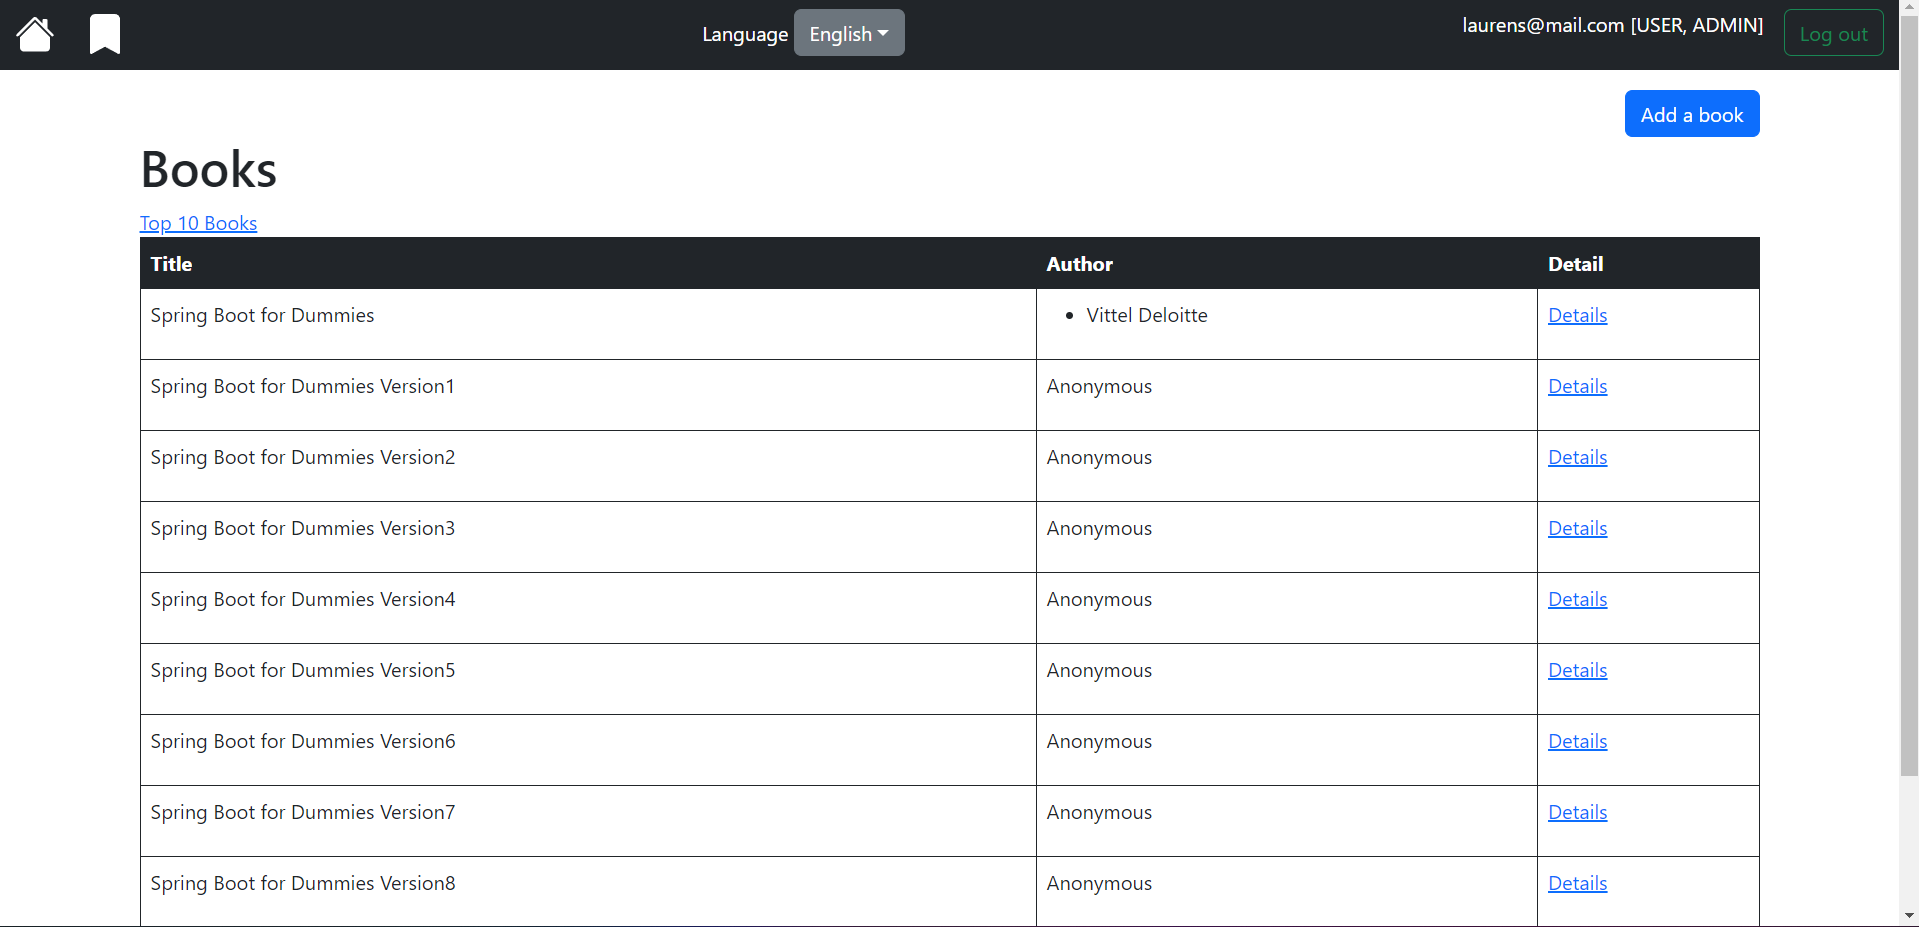 Language English laurens@mail.com [USER, ADMIN] Log out
Add a book
Books
Top 10 Books
Title Author Detail
Spring Boot for Dummies • Vittel Deloitte Details
Spring Boot for Dummies Version1 Anonymous Details
Spring Boot for Dummies Version2 Anonymous Details
Spring Boot for Dummies Version3 Anonymous Details
Spring Boot for Dummies Version4 Anonymous Details
Spring Boot for Dummies Version5 Anonymous Details
Spring Boot for Dummies Version6 Anonymous Details
Spring Boot for Dummies Version7 Anonymous Details
Spring Boot for Dummies Version8 Anonymous Details